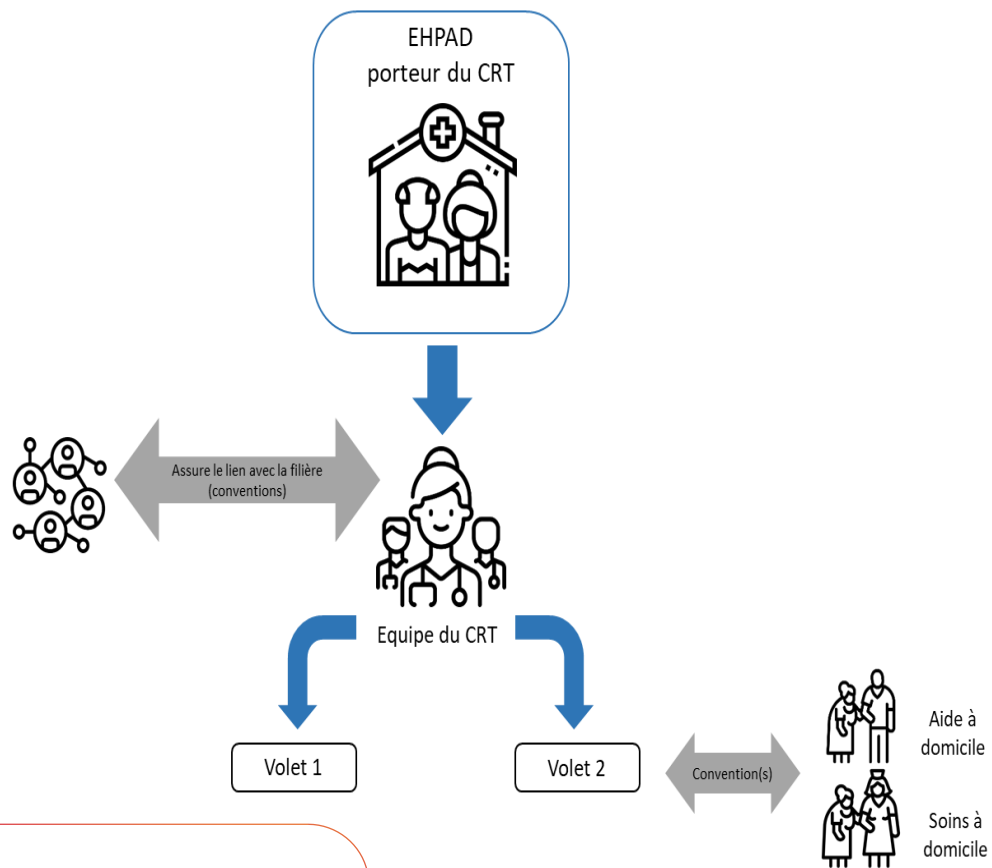 EHPAD
porteur du CRT
Assure le lien avec la filière
(conventions)
Equipe du CRT
Volet 1
Volet 2
Convention(s)
Aide à
domicile
Soins à
domicile